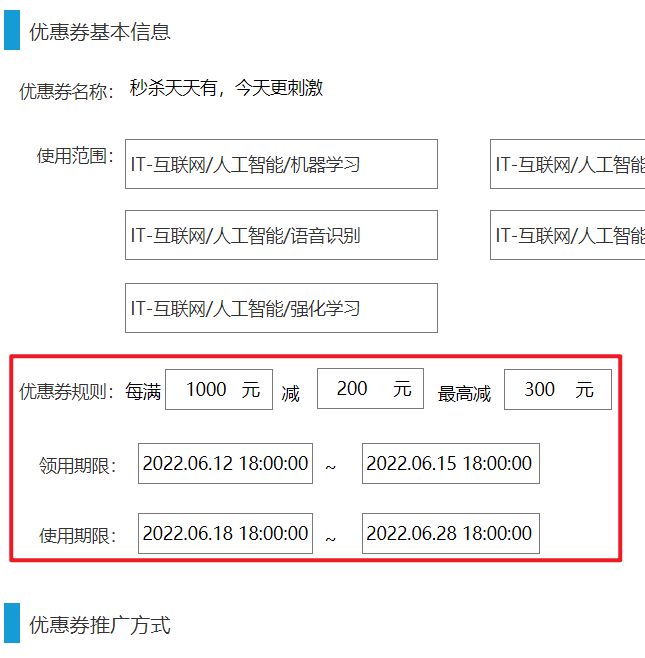 优惠券基本信息
优惠券名称： 秒杀天天有，今天更刺激
使用范围： IT-互联网/人工智能/机器学习 IT-互联网/人工智能
IT-互联网/人工智能/语音识别 IT-互联网/人工智能
IT-互联网/人工智能/强化学习
优惠券规则： 每满 1000 元 减 200 元 最高减 300 元
领用期限： 2022.06.12 18:00:00 ~ 2022.06.15 18:00:00
使用期限： 2022.06.18 18:00:00 ~ 2022.06.28 18:00:00
优惠券推广方式